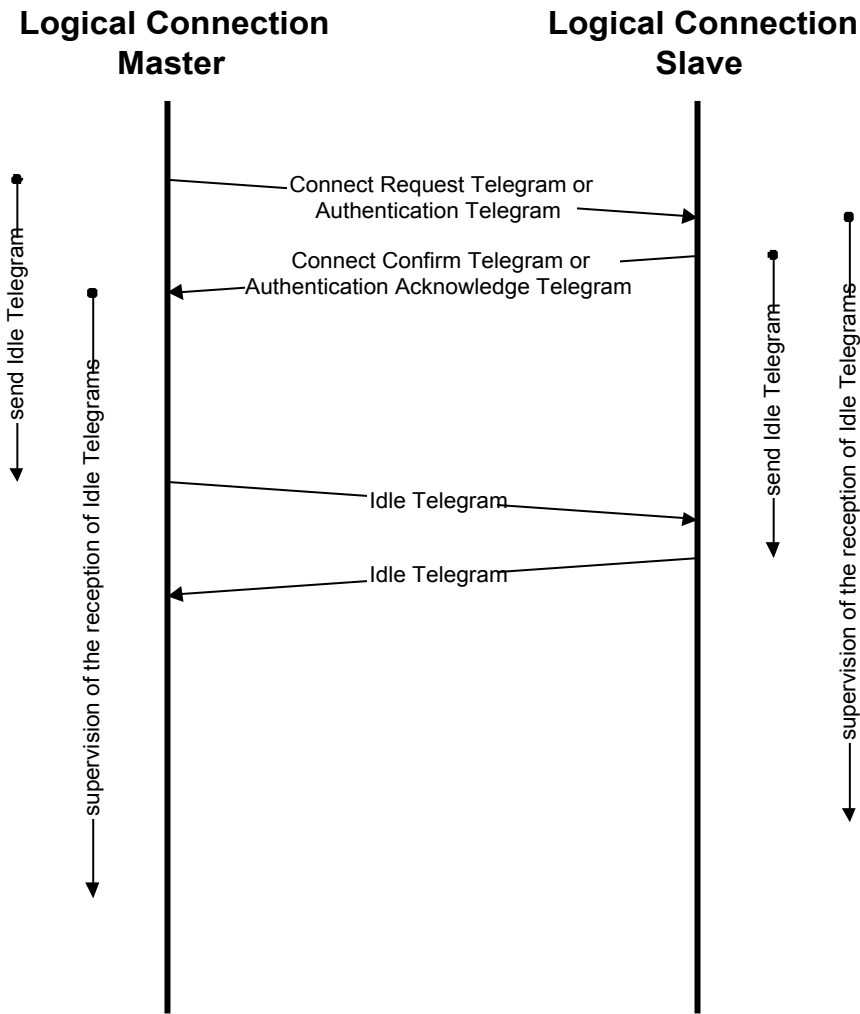 Logical Connection
Master
Logical Connection
Slave
Connect Request Telegram or
Authentication Telegram
Connect Confirm Telegram or
Authentication Acknowledge Telegram
send Idle Telegram
supervision of the reception of Idle Telegrams
Idle Telegram
Idle Telegram
send Idle Telegram
supervision of the reception of Idle Telegrams